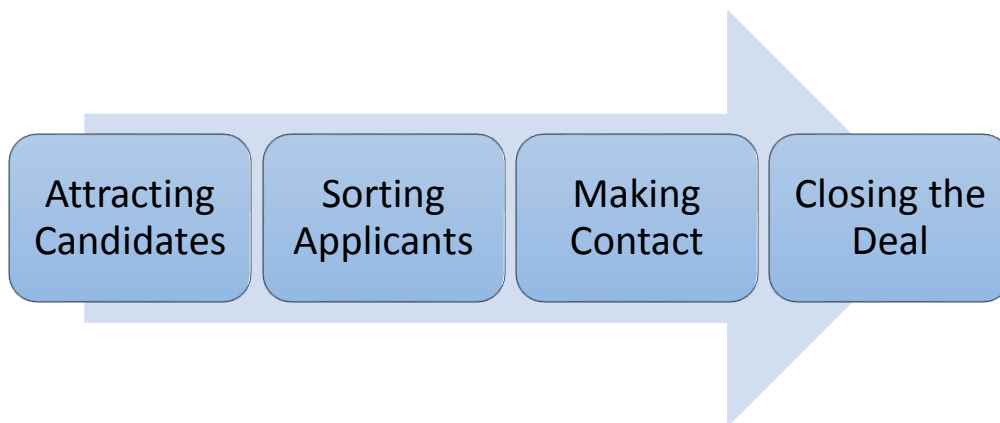 Attracting
Candidates
Sorting
Applicants
Making
Contact
Closing the
Deal